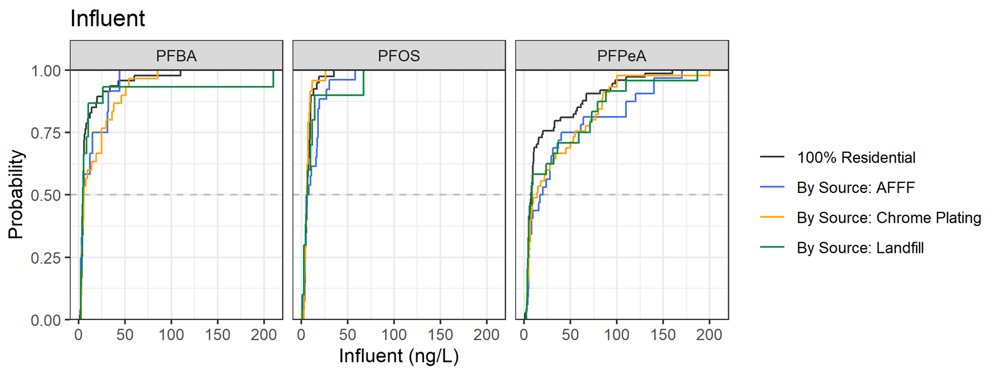 Influent
PFBA PFOS PFPeA
1.00
0.75
0.50
0.25
0.00
Probability
0 50 100 150 200 0 50 100 150 200 0 50 100 150 200
Influent (ng/L)
100% Residential
By Source: AFFF
By Source: Chrome Plating
By Source: Landfill